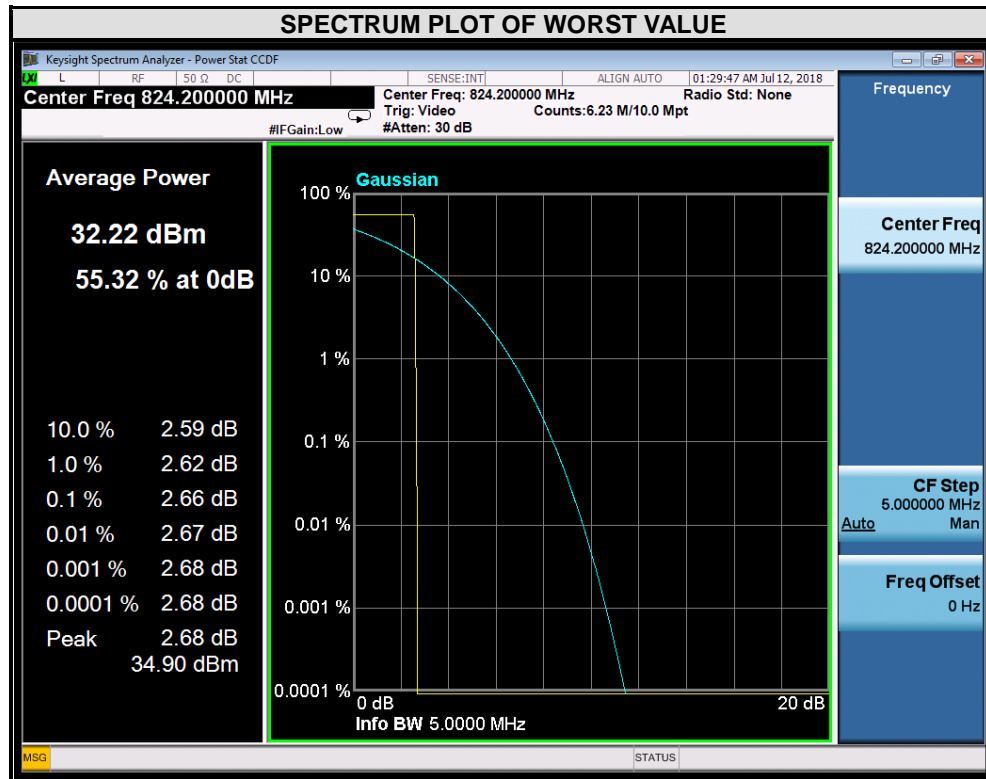 SPECTRUM PLOT OF WORST VALUE
Keysight Spectrum Analyzer - Power Stat CCDF
LXI L RF 50 Ω DC SENSE:INT ALIGN AUTO 01:29:47 AM Jul 12, 2018
Center Freq 824.200000 MHz
Center Freq: 824.200000 MHz Radio Std: None
Trig: Video Counts:6.23 M/10.0 Mpt
#IFGain:Low #Atten: 30 dB
Frequency
Average Power
32.22 dBm
55.32 % at 0dB
10.0 % 2.59 dB
1.0 % 2.62 dB
0.1 % 2.66 dB
0.01 % 2.67 dB
0.001 % 2.68 dB
0.0001 % 2.68 dB
Peak 2.68 dB
34.90 dBm
Gaussian
100 %
10 %
1 %
0.1 %
0.01 %
0.001 %
0.0001 %
0 dB 20 dB
Info BW 5.0000 MHz
Center Freq
824.200000 MHz
CF Step
5.000000 MHz
Auto Man
Freq Offset
0 Hz
MSG STATUS